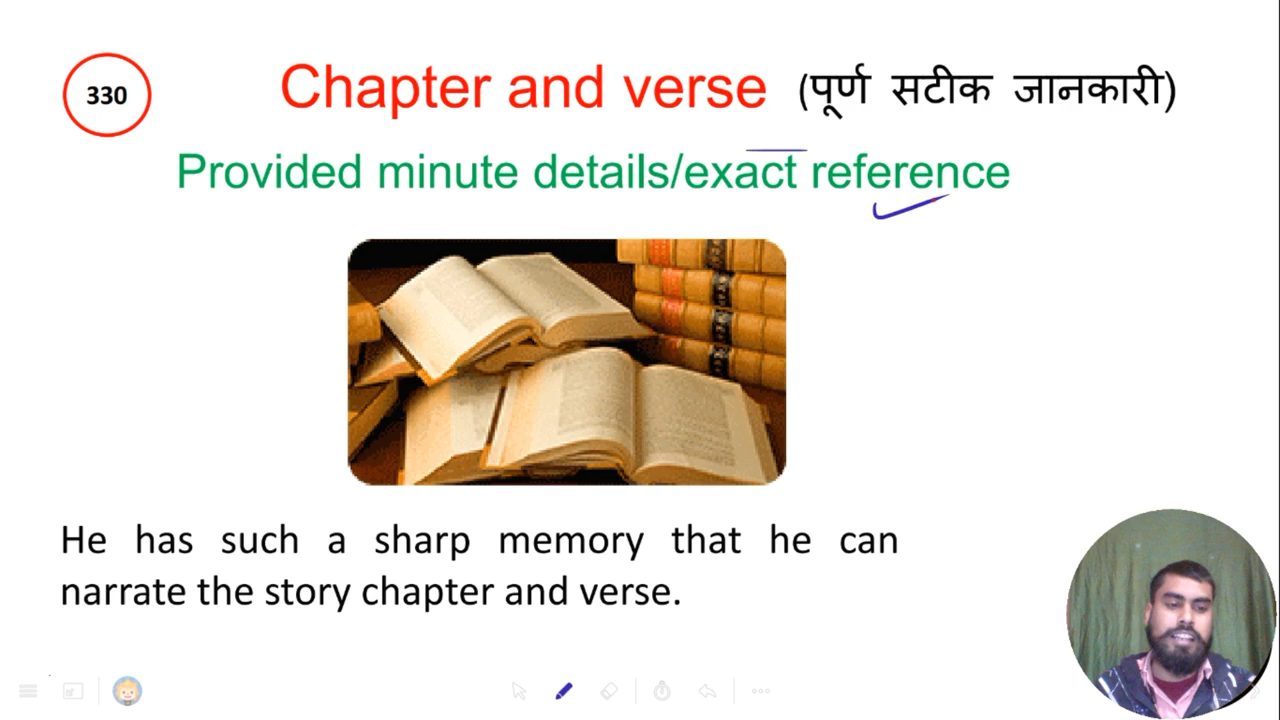 330
Chapter and verse (पूर्ण सटीक जानकारी)
Provided minute details/exact reference
He has such a sharp memory that he can
narrate the story chapter and verse.